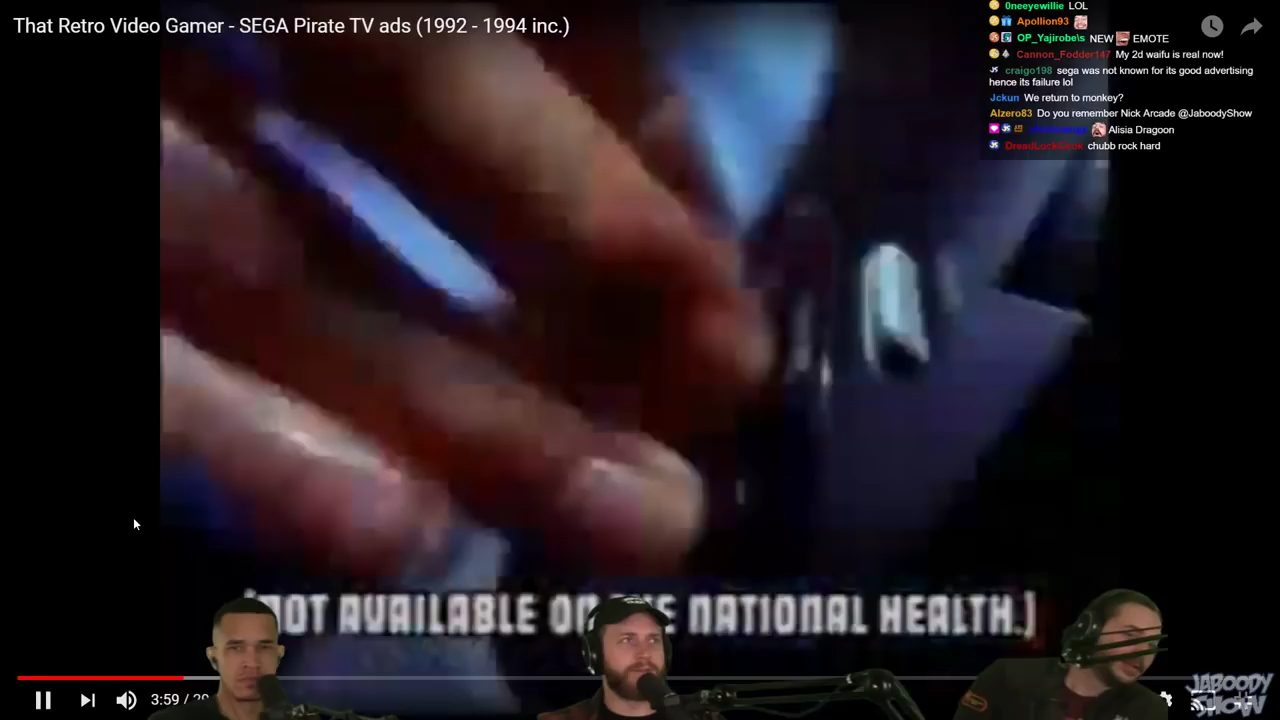 That Retro Video Gamer - SEGA Pirate TV ads (1992 - 1994 inc.)
0neeyewillie LOL
Apollion93
OP_Yajirobe\s NEW EMOTE
Cannon_Fodder147 My 2d waifu is real now!
craigo198 sega was not known for its good advertising
hence its failure lol
Jckun We return to monkey?
Alzero83 Do you remember Nick Arcade @JaboodyShow
Alisia Dragoon
chubb rock hard
NOT AVAILABLE NATIONAL HEALTH.)
3:59 /
JABOODY
SHOW